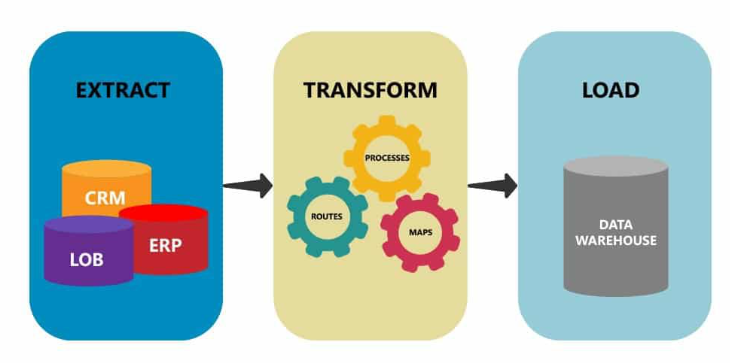 EXTRACT
CRM
LOB
ERP
TRANSFORM
PROCESSES
ROUTES
MAPS
LOAD
DATA
WAREHOUSE